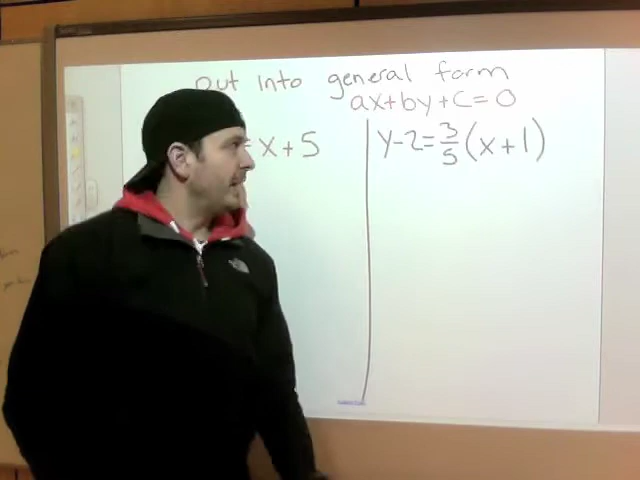 put into general form
ax+by+c=0
= x+5
y-2=3/5(x+1)